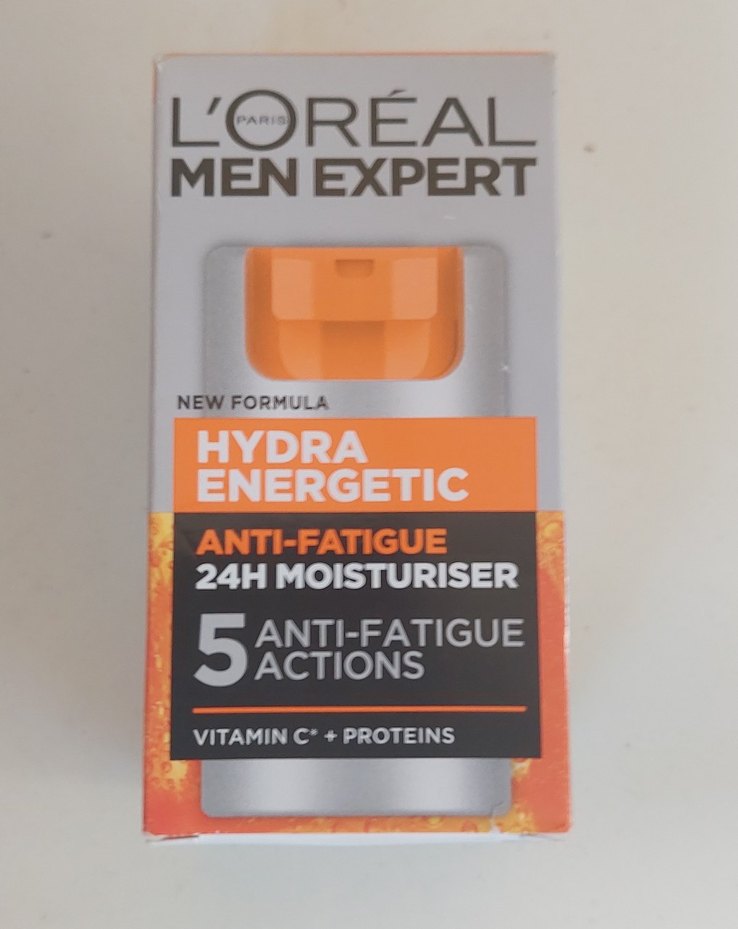 L'ORÉAL
PARIS
MEN EXPERT
NEW FORMULA
HYDRA
ENERGETIC
ANTI-FATIGUE
24H MOISTURISER
5 ANTI-FATIGUE
ACTIONS
VITAMIN C* + PROTEINS